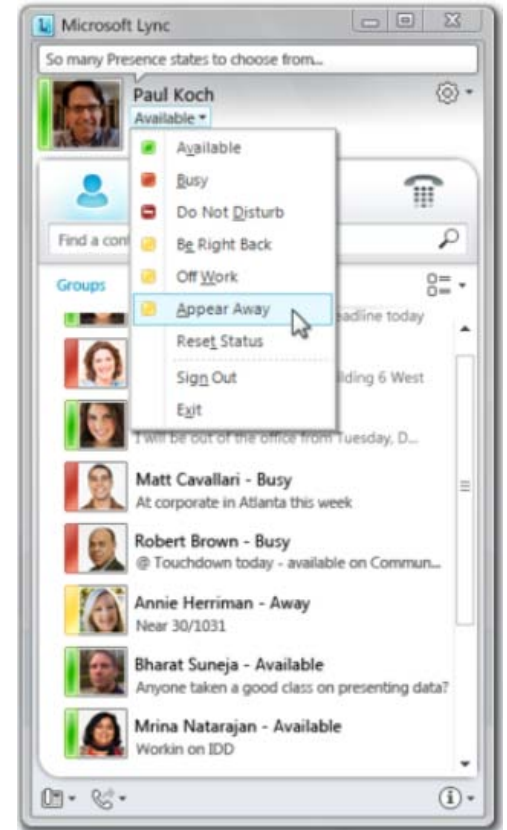 Microsoft Lync
So many Presence states to choose from...
Paul Koch
Available
Available
Busy
Do Not Disturb
Be Right Back
Off Work
Appear Away
Reset Status
Sign Out
Exit
Find a con
Groups
eadline today
ilding 6 West
I will be out of the office from Tuesday, D...
Matt Cavallari - Busy
At corporate in Atlanta this week
Robert Brown - Busy
@ Touchdown today - available on Commun...
Annie Herriman - Away
Near 30/1031
Bharat Suneja - Available
Anyone taken a good class on presenting data?
Mrina Natarajan - Available
Workin on IDD